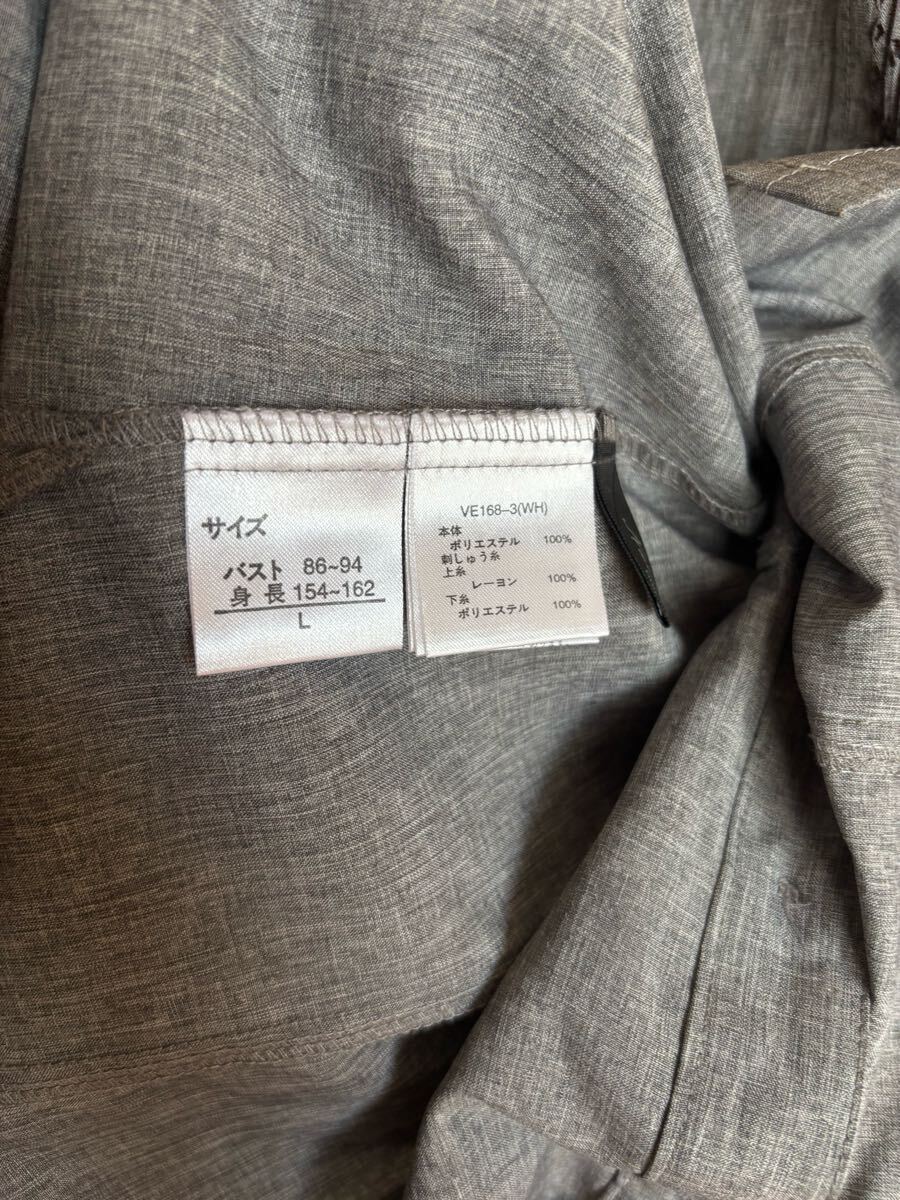 サイズ
バスト 86~94
身長 154~162
L
VE168-3(WH)
本体
ポリエステル 100%
刺しゅう糸
上糸
レーヨン 100%
下糸
ポリエステル 100%